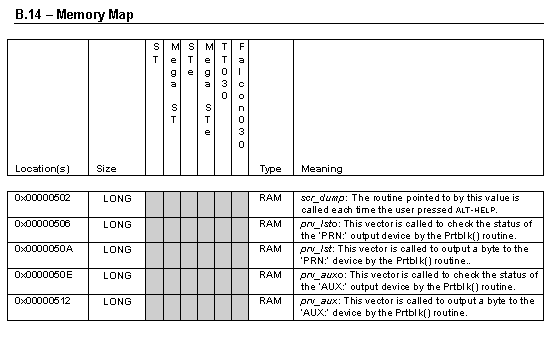 B.14 – Memory Map
Location(s) Size ST Mega ST STe Mega STe TT030 Falcon030 Type Meaning
0x00000502 LONG RAM scr_dump: The routine pointed to by this value is
called each time the user pressed ALT-HELP.
0x00000506 LONG RAM prv_lsto: This vector is called to check the status of
the 'PRN:' output device by the Prtblk() routine.
0x0000050A LONG RAM prv_lst: This vector is called to output a byte to the
'PRN:' device by the Prtblk() routine..
0x0000050E LONG RAM prv_auxo: This vector is called to check the status of
the 'AUX:' output device by the Prtblk() routine.
0x00000512 LONG RAM prv_aux: This vector is called to output a byte to the
'AUX:' device by the Prtblk() routine.